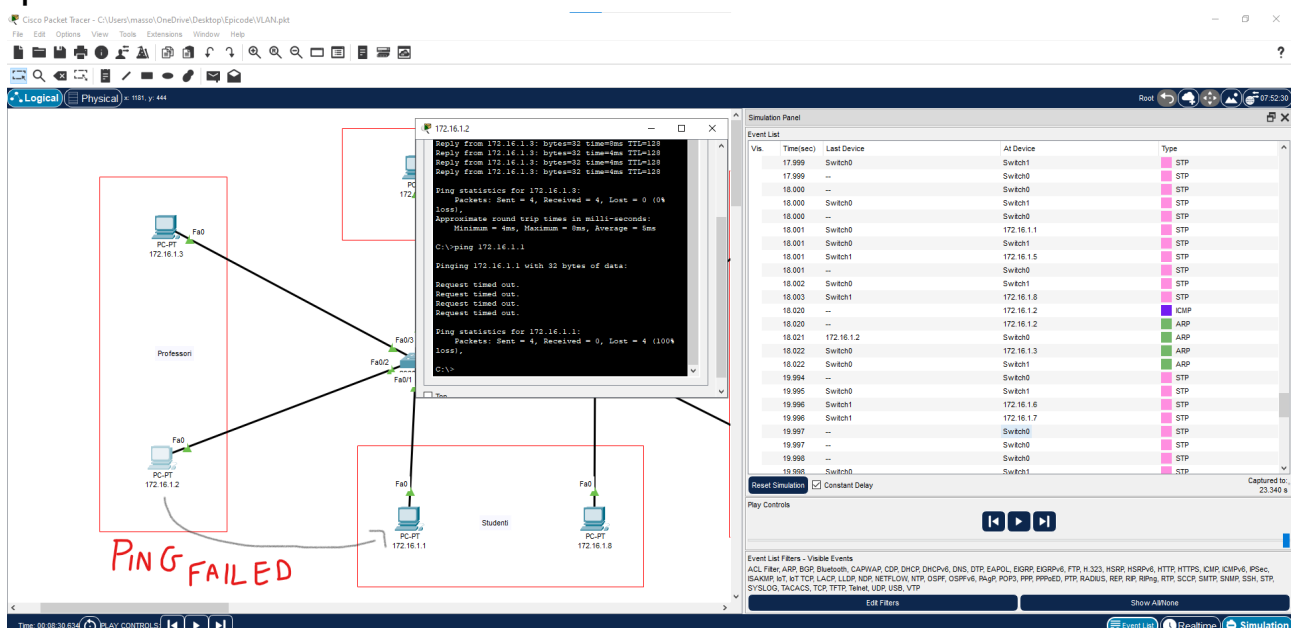 Cisco Packet Tracer - C:\Users\masso\OneDrive\Desktop\Epicode\VLAN.pkt
File Edit Options View Tools Extensions Window Help
?
Logical Physical x: 1181, y: 444
Root 07:52:30
172.16.1.2
Reply from 172.16.1.3: bytes=32 time=8ms TTL=128
Reply from 172.16.1.3: bytes=32 time=4ms TTL=128
Reply from 172.16.1.3: bytes=32 time=4ms TTL=128
Reply from 172.16.1.3: bytes=32 time=4ms TTL=128
Ping statistics for 172.16.1.3:
Packets: Sent = 4, Received = 4, Lost = 0 (0%
loss),
Approximate round trip times in milli-seconds:
Minimum = 4ms, Maximum = 8ms, Average = 5ms
C:\>ping 172.16.1.1
Pinging 172.16.1.1 with 32 bytes of data:
Request timed out.
Request timed out.
Request timed out.
Request timed out.
Ping statistics for 172.16.1.1:
Packets: Sent = 4, Received = 0, Lost = 4 (100%
loss),
C:\>
Top
Fa0
PC-PT
172.16.1.3
Professori
Fa0/3
Fa0/2
Fa0/1
Fa0
PC-PT
172.16.1.2
Fa0
PC-PT
172.16.1.1
Studenti
Fa0
PC-PT
172.16.1.8
PING FAILED
Simulation Panel
Event List
Vis. Time(sec) Last Device At Device Type
17.999 Switch0 Switch1 STP
17.999 -- Switch0 STP
18.000 -- Switch0 STP
18.000 Switch0 Switch1 STP
18.000 -- Switch0 STP
18.001 Switch0 172.16.1.1 STP
18.001 Switch0 Switch1 STP
18.001 Switch1 172.16.1.5 STP
18.001 -- Switch0 STP
18.002 Switch0 Switch1 STP
18.003 Switch1 172.16.1.8 STP
18.020 -- 172.16.1.2 ICMP
18.020 -- 172.16.1.2 ARP
18.021 172.16.1.2 Switch0 ARP
18.022 Switch0 172.16.1.3 ARP
18.022 Switch0 Switch1 ARP
19.994 -- Switch0 STP
19.995 Switch0 Switch1 STP
19.996 Switch1 172.16.1.6 STP
19.996 Switch1 172.16.1.7 STP
19.997 -- Switch0 STP
19.997 -- Switch0 STP
19.998 -- Switch0 STP
19.998 Switch0 Switch1 STP
Reset Simulation Constant Delay Captured to:
23.340 s
Play Controls
Event List Filters - Visible Events
ACL Filter, ARP, BGP, Bluetooth, CAPWAP, CDP, DHCP, DHCPv6, DNS, DTP, EAPOL, EIGRP, EIGRPv6, FTP, H.323, HSRP, HSRPv6, HTTP, HTTPS, ICMP, ICMPv6, IPSec,
ISAKMP, IoT, IoT TCP, LACP, LLDP, NDP, NETFLOW, NTP, OSPF, OSPFv6, PAgP, POP3, PPP, PPPoED, PTP, RADIUS, REP, RIP, RIPng, RTP, SCCP, SMTP, SNMP, SSH, STP,
SYSLOG, TACACS, TCP, TFTP, Telnet, UDP, USB, VTP
Edit Filters Show All/None
Time: 00:08:30.634 PLAY CONTROLS: Event List Realtime Simulation